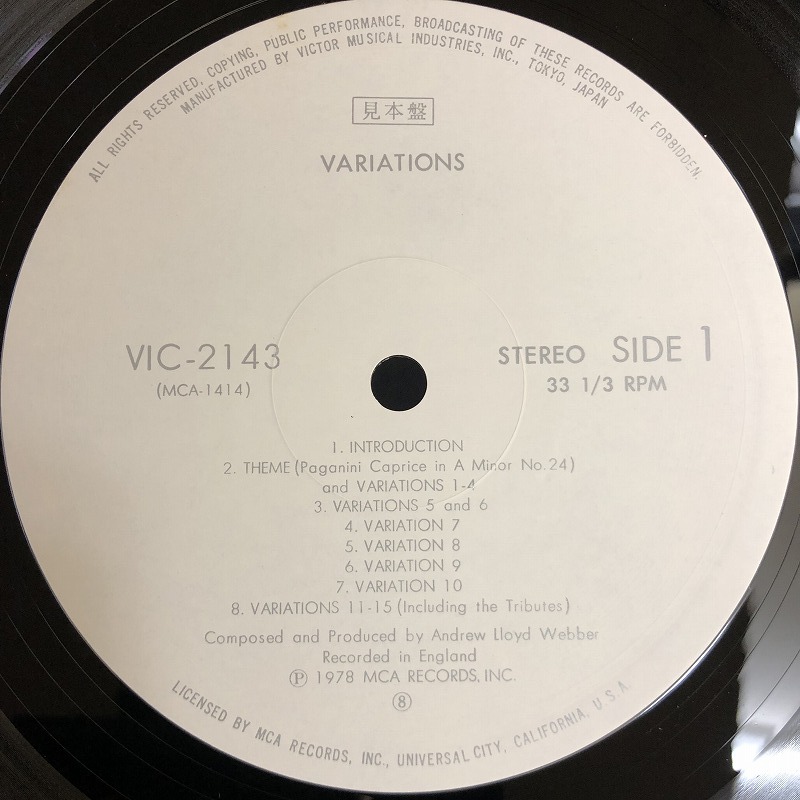 ALL RIGHTS RESERVED, COPYING, PUBLIC PERFORMANCE, BROADCASTING OF THESE RECORDS ARE FORBIDDEN.
MANUFACTURED BY VICTOR MUSICAL INDUSTRIES, INC., TOKYO, JAPAN
見本盤
VARIATIONS
VIC-2143
(MCA-1414)
STEREO SIDE 1
33 1/3 RPM
1. INTRODUCTION
2. THEME (Paganini Caprice in A Minor No.24)
and VARIATIONS 1-4
3. VARIATIONS 5 and 6
4. VARIATION 7
5. VARIATION 8
6. VARIATION 9
7. VARIATION 10
8. VARIATIONS 11-15 (Including the Tributes)
Composed and Produced by Andrew Lloyd Webber
Recorded in England
Ⓟ 1978 MCA RECORDS, INC.
⑧
LICENSED BY MCA RECORDS, INC., UNIVERSAL CITY, CALIFORNIA, U.S.A.